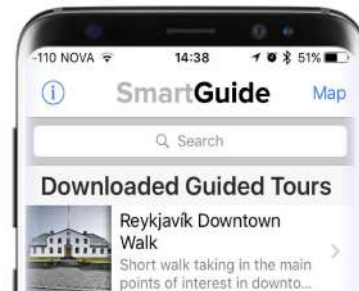 -110 NOVA 14:38 51%
SmartGuide Map
Search
Downloaded Guided Tours
Reykjavík Downtown
Walk
Short walk taking in the main
points of interest in downto...